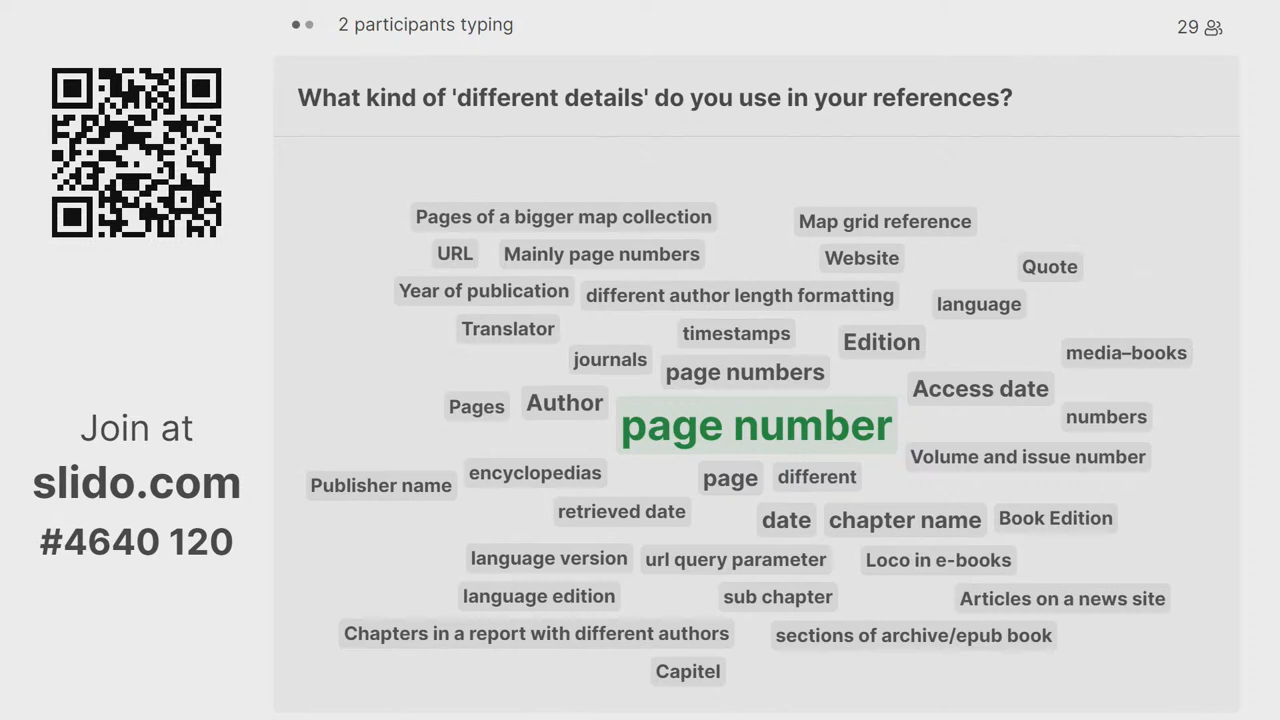 2 participants typing
29
What kind of 'different details' do you use in your references?
Pages of a bigger map collection
Map grid reference
URL
Mainly page numbers
Website
Quote
Year of publication
different author length formatting
language
Translator
timestamps
Edition
media–books
journals
page numbers
Access date
Pages
Author
page number
numbers
Volume and issue number
Publisher name
encyclopedias
page
different
retrieved date
date
chapter name
Book Edition
language version
url query parameter
Loco in e-books
language edition
sub chapter
Articles on a news site
Chapters in a report with different authors
sections of archive/epub book
Capitel
Join at
slido.com
#4640 120